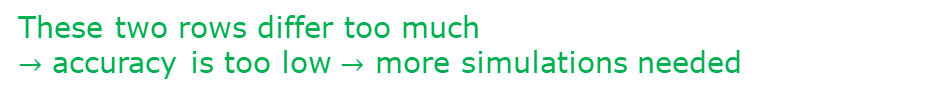 These two rows differ too much
→ accuracy is too low → more simulations needed